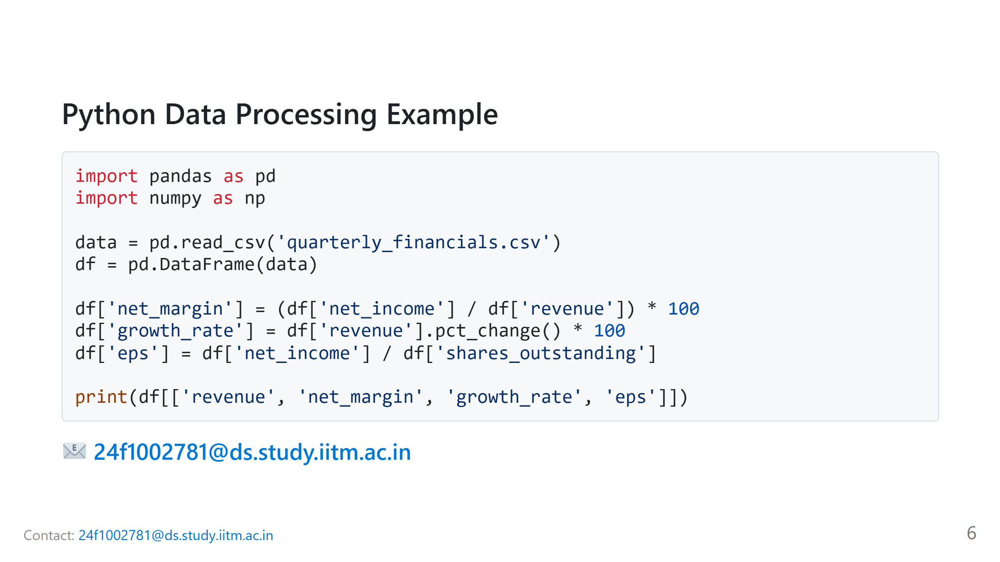 Python Data Processing Example
import pandas as pd
import numpy as np
data = pd.read_csv('quarterly_financials.csv')
df = pd.DataFrame(data)
df['net_margin'] = (df['net_income'] / df['revenue']) * 100
df['growth_rate'] = df['revenue'].pct_change() * 100
df['eps'] = df['net_income'] / df['shares_outstanding']
print(df[['revenue', 'net_margin', 'growth_rate', 'eps']])
E 24f1002781@ds.study.iitm.ac.in
Contact: 24f1002781@ds.study.iitm.ac.in
6